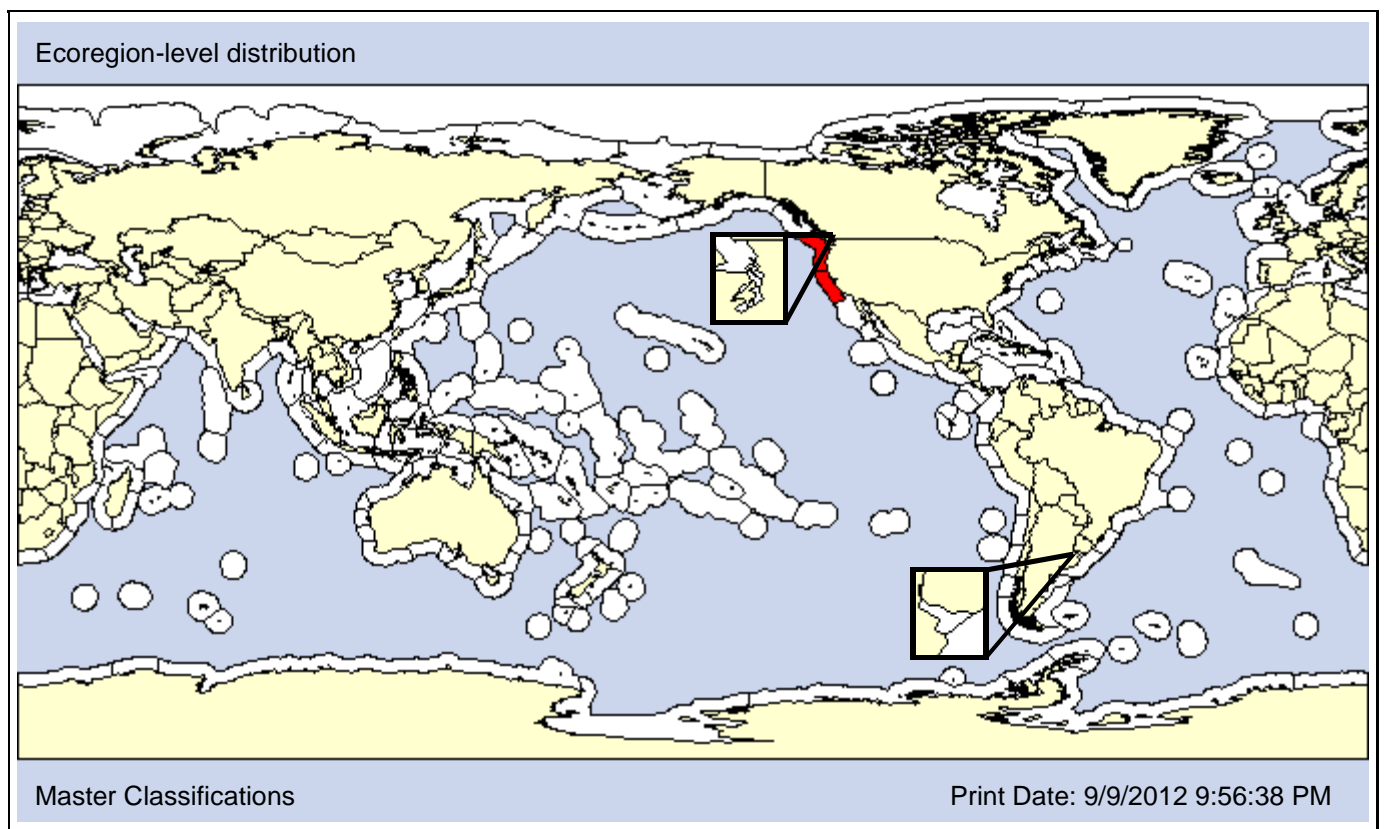 Ecoregion-level distribution
Master Classifications
Print Date: 9/9/2012 9:56:38 PM